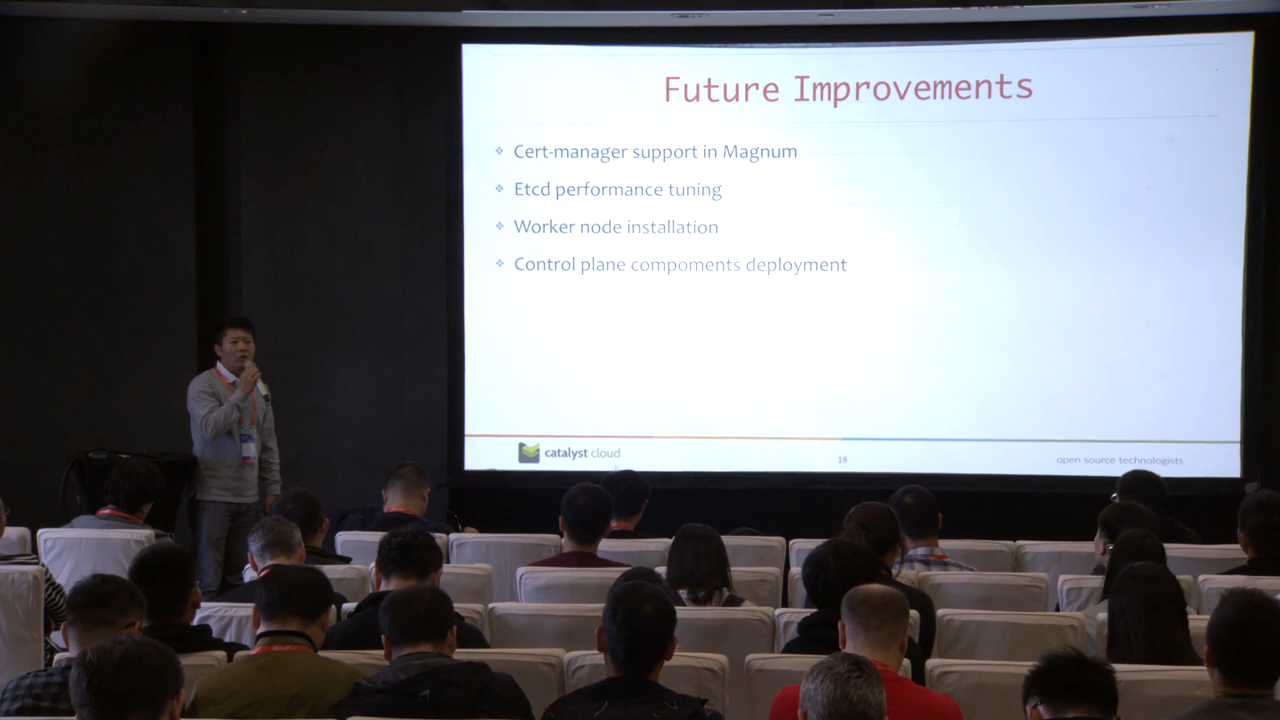 Future Improvements
❖ Cert-manager support in Magnum
❖ Etcd performance tuning
❖ Worker node installation
❖ Control plane compoments deployment
catalyst cloud
18
open source technologists